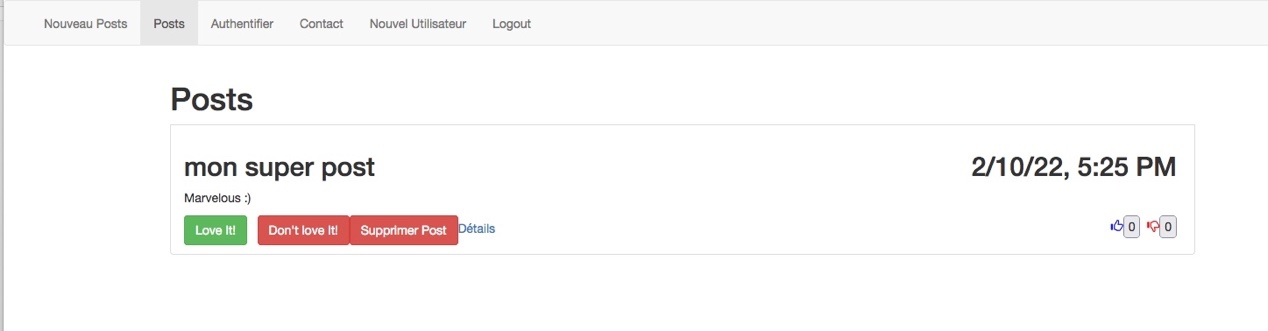 Nouveau Posts Posts Authentifier Contact Nouvel Utilisateur Logout
Posts
mon super post 2/10/22, 5:25 PM
Marvelous :)
Love It! Don't love It! Supprimer Post Détails 0 0